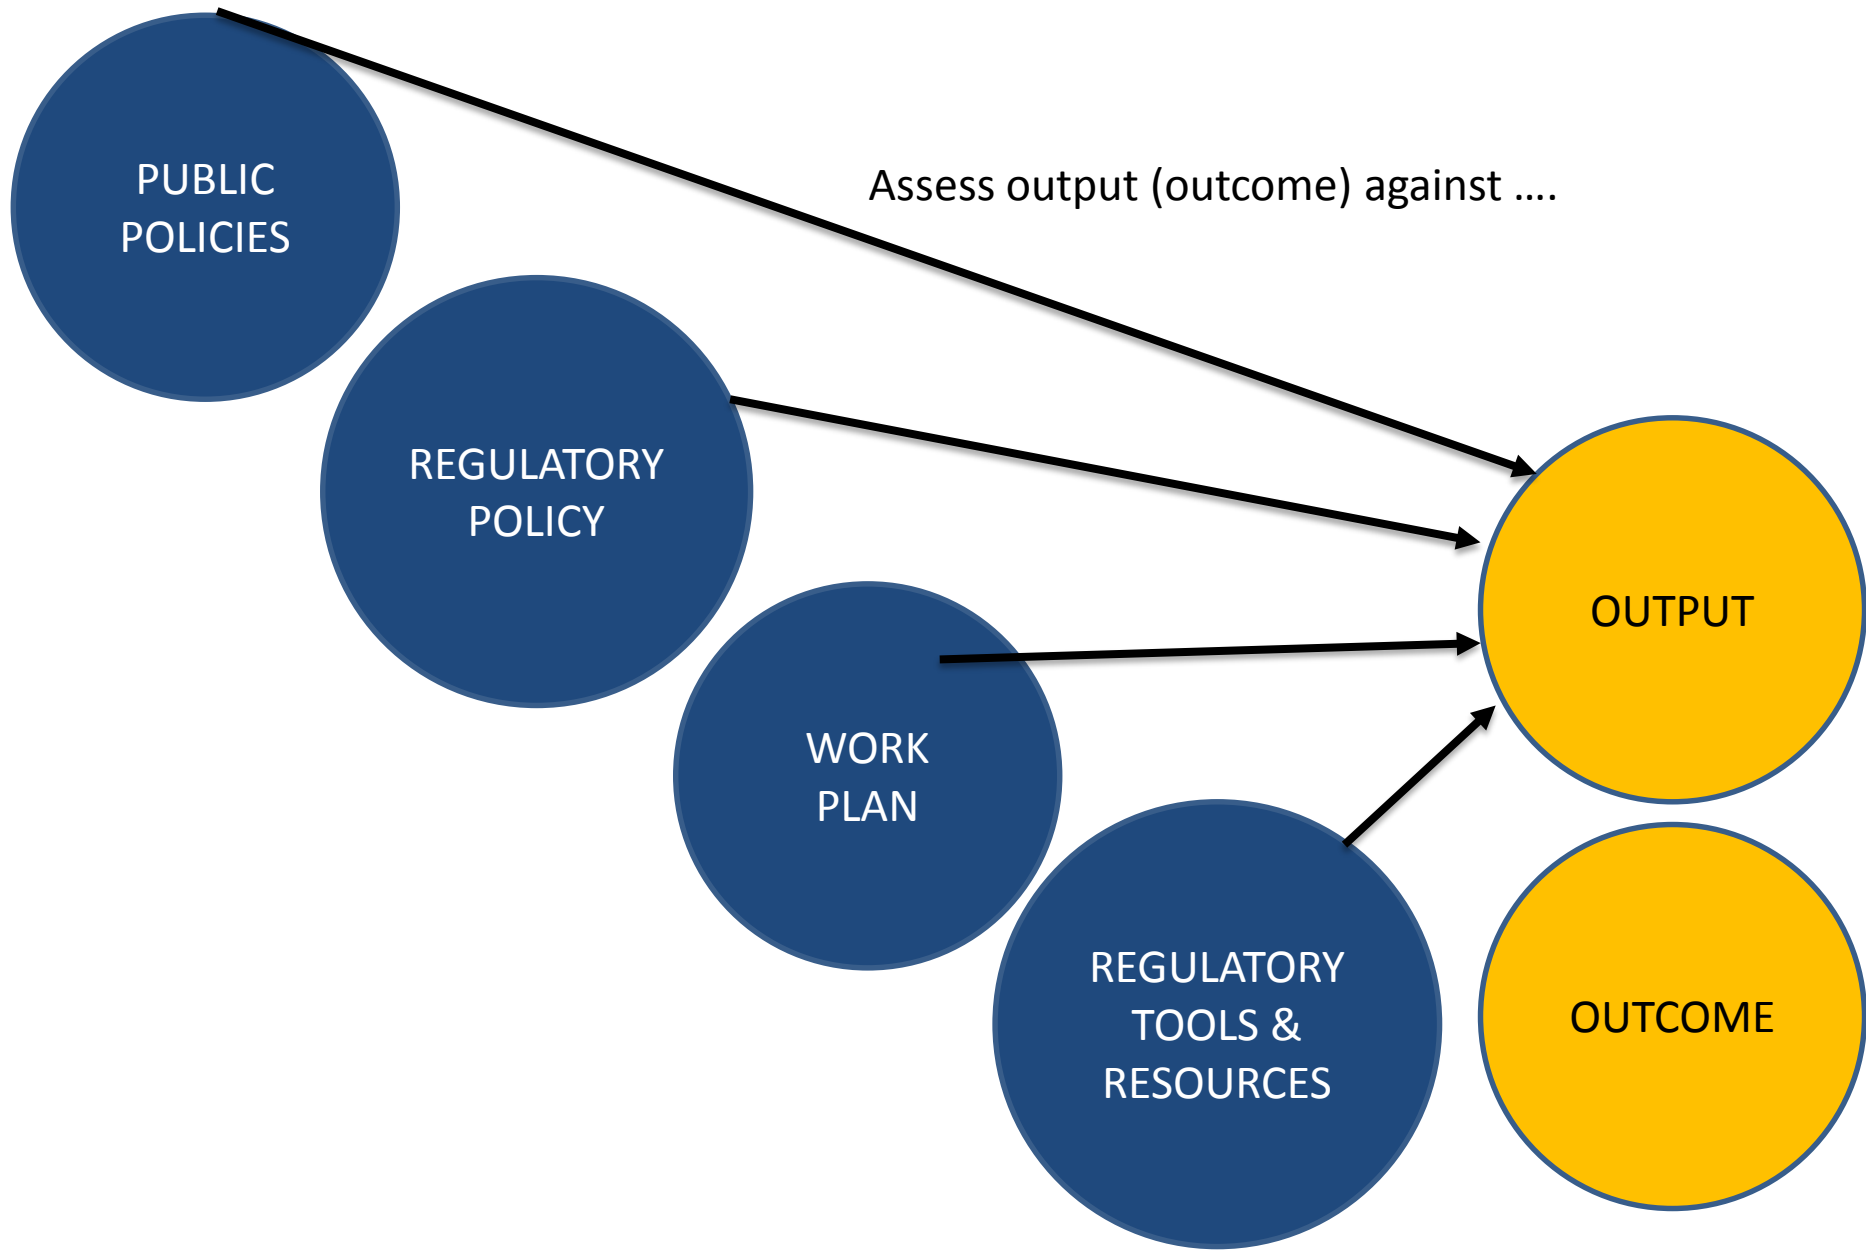 PUBLIC
POLICIES
Assess output (outcome) against ....
REGULATORY
POLICY
OUTPUT
WORK
PLAN
REGULATORY
TOOLS &
RESOURCES
OUTCOME